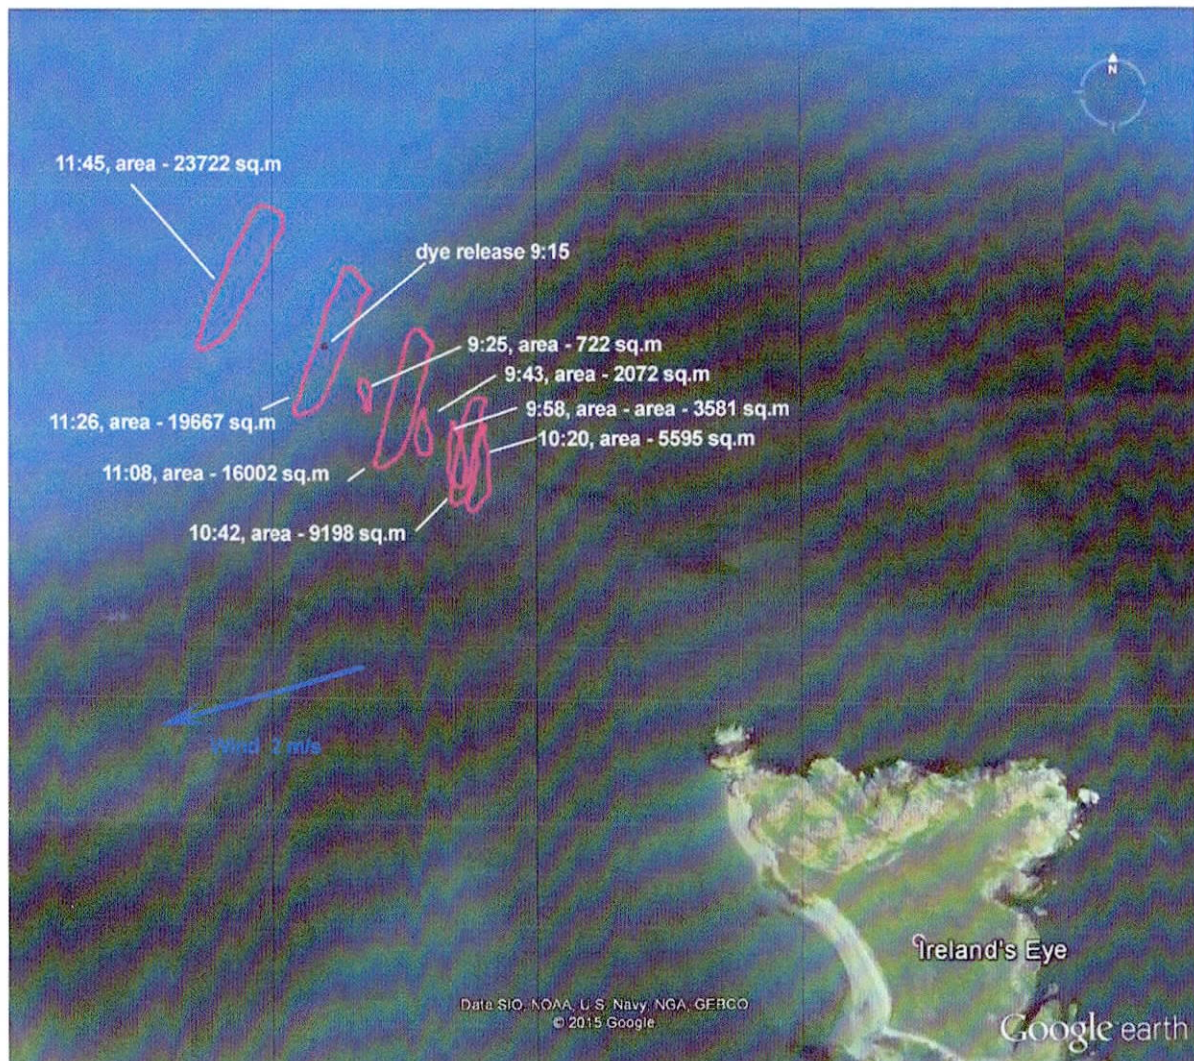 N
11:45, area - 23722 sq.m
dye release 9:15
9:25, area - 722 sq.m
9:43, area - 2072 sq.m
9:58, area - area - 3581 sq.m
11:26, area - 19667 sq.m
10:20, area - 5595 sq.m
11:08, area - 16002 sq.m
10:42, area - 9198 sq.m
Wind 2 m/s
Ireland's Eye
Data SIO, NOAA, U.S. Navy, NGA, GEBCO
© 2015 Google
Google earth